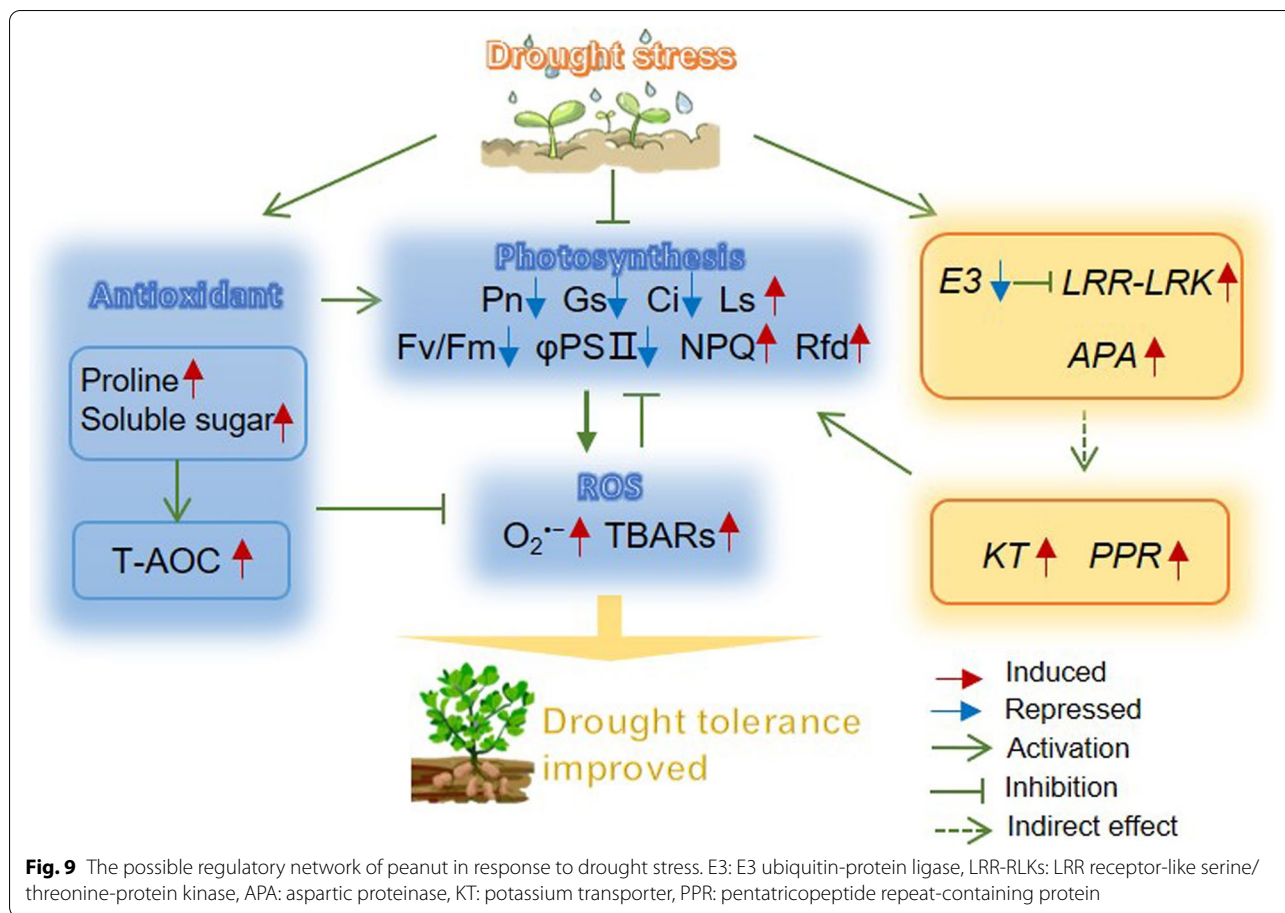 Drought stress
Antioxidant
Proline
Soluble sugar
T-AOC
Photosynthesis
Pn Gs Ci Ls
Fv/Fm φPSⅡ NPQ Rfd
ROS
O₂•− TBARs
E3 LRR-LRK
APA
KT PPR
Drought tolerance
improved
Induced
Repressed
Activation
Inhibition
Indirect effect
Fig. 9 The possible regulatory network of peanut in response to drought stress. E3: E3 ubiquitin-protein ligase, LRR-RLKs: LRR receptor-like serine/
threonine-protein kinase, APA: aspartic proteinase, KT: potassium transporter, PPR: pentatricopeptide repeat-containing protein